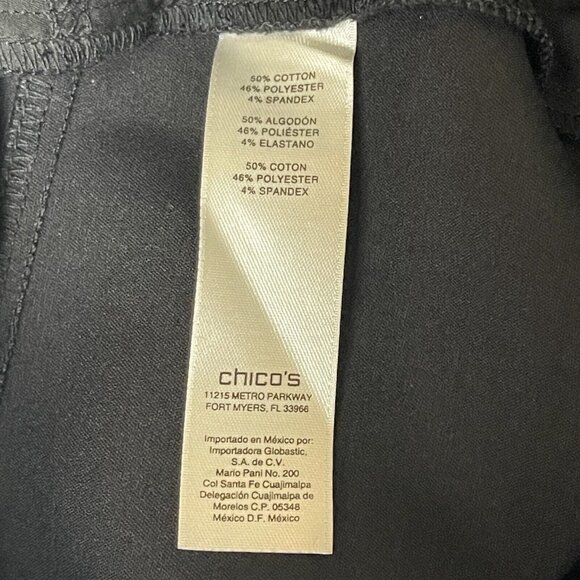 50% COTTON
46% POLYESTER
4% SPANDEX
50% ALGODÓN
46% POLIÉSTER
4% ELASTANO
50% COTON
46% POLYESTER
4% SPANDEX
chico's
11215 METRO PARKWAY
FORT MYERS, FL 33966
Importado en México por:
Importadora Globastic,
S.A. de C.V.
Mario Pani No. 200
Col Santa Fe Cuajimalpa
Delegación Cuajimalpa de
Morelos C.P. 05348
México D.F. México